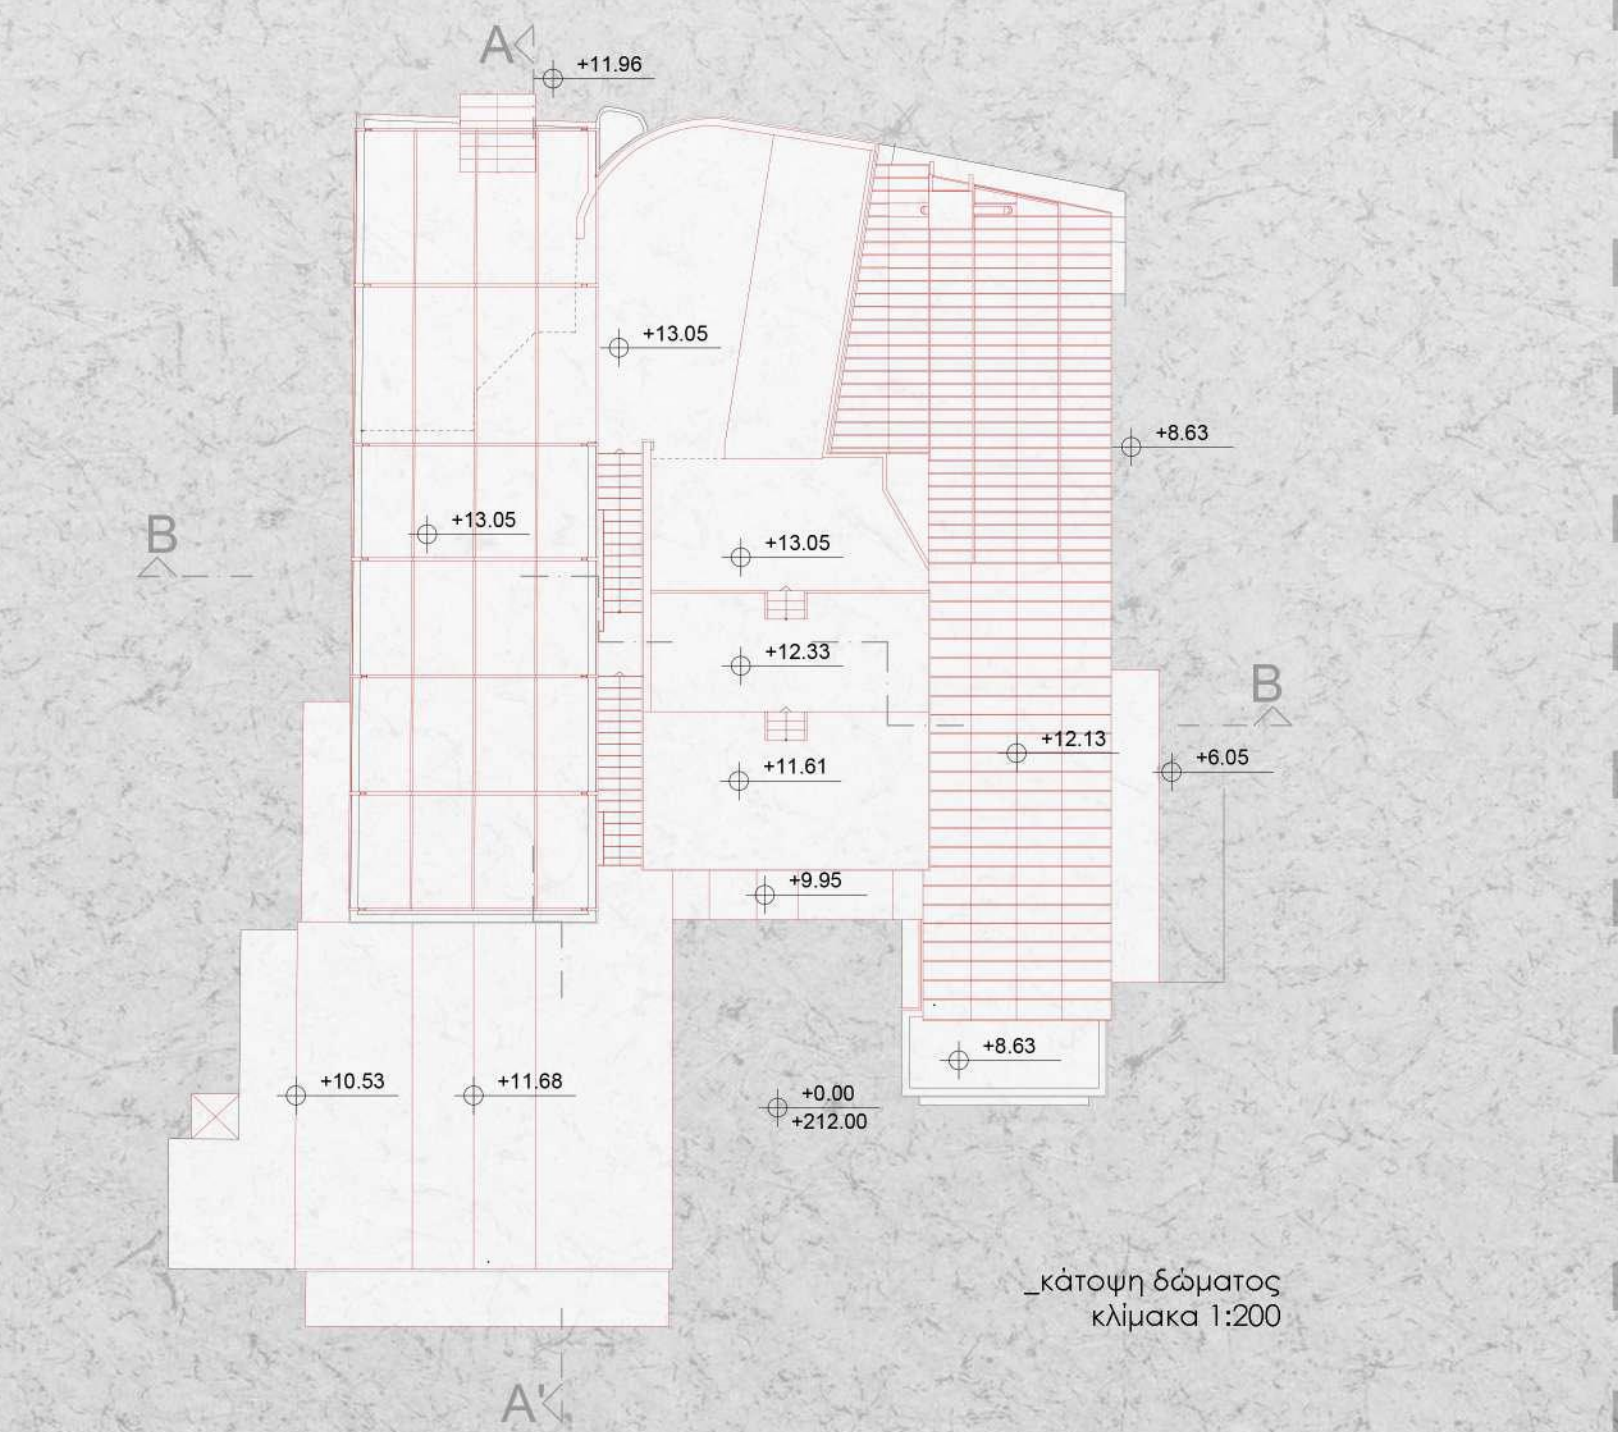 A
+11.96
+13.05
+8.63
+13.05
B
+13.05
+12.33
B
+12.13
+6.05
+11.61
+9.95
+8.63
+10.53
+11.68
+0.00
+212.00
_κάτοψη δώματος
κλίμακα 1:200
A'